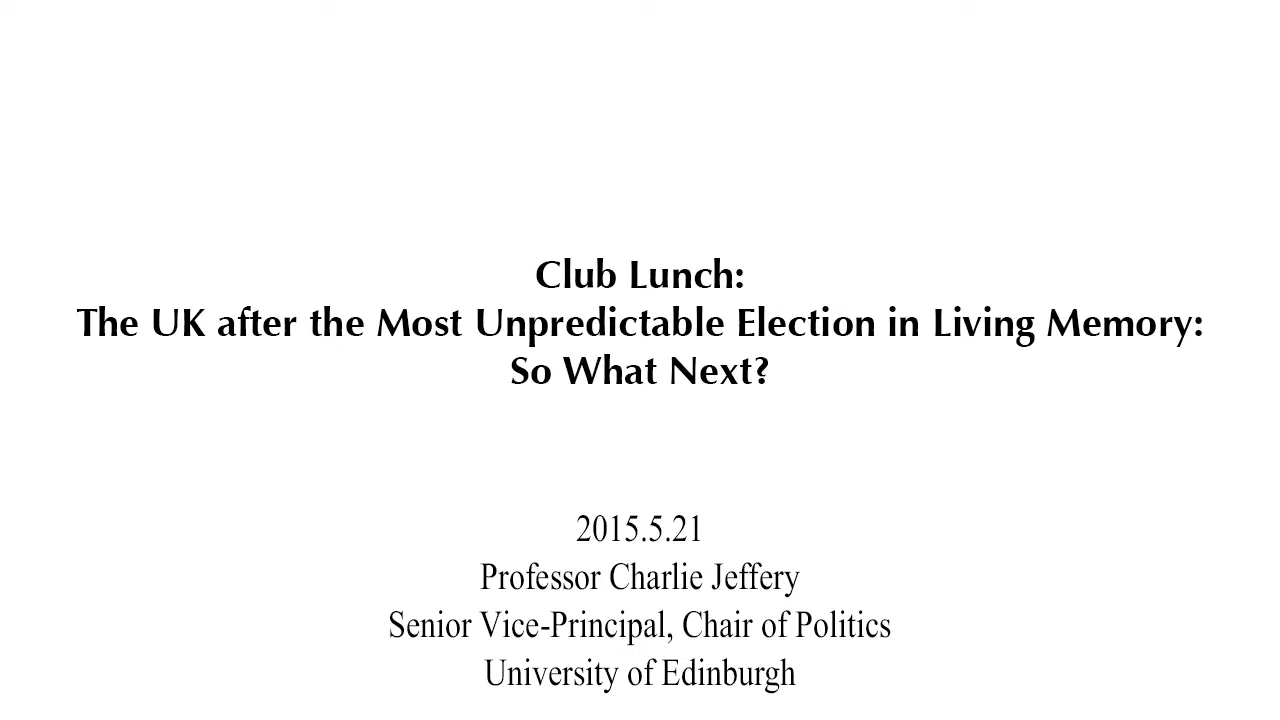 Club Lunch:
The UK after the Most Unpredictable Election in Living Memory:
So What Next?
2015.5.21
Professor Charlie Jeffery
Senior Vice-Principal, Chair of Politics
University of Edinburgh